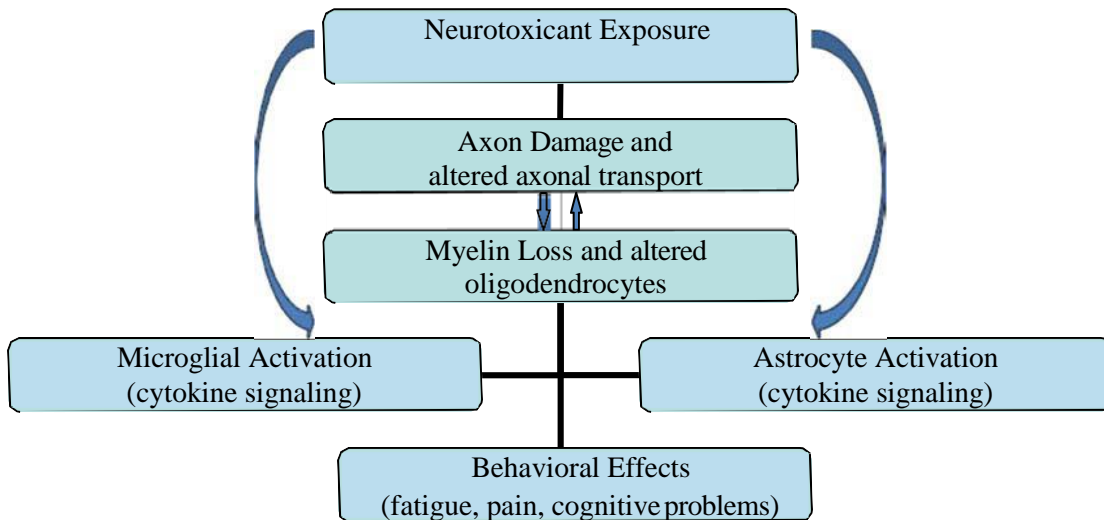 Neurotoxicant Exposure
Axon Damage and
altered axonal transport
Myelin Loss and altered
oligodendrocytes
Microglial Activation
(cytokine signaling)
Astrocyte Activation
(cytokine signaling)
Behavioral Effects
(fatigue, pain, cognitive problems)